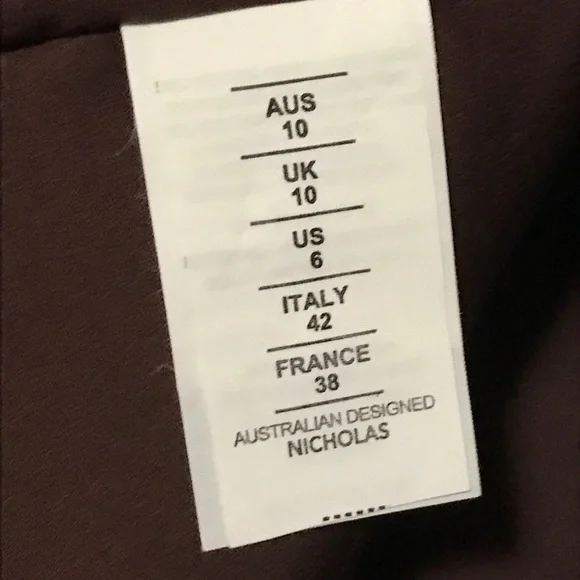 AUS
10
UK
10
US
6
ITALY
42
FRANCE
38
AUSTRALIAN DESIGNED
NICHOLAS